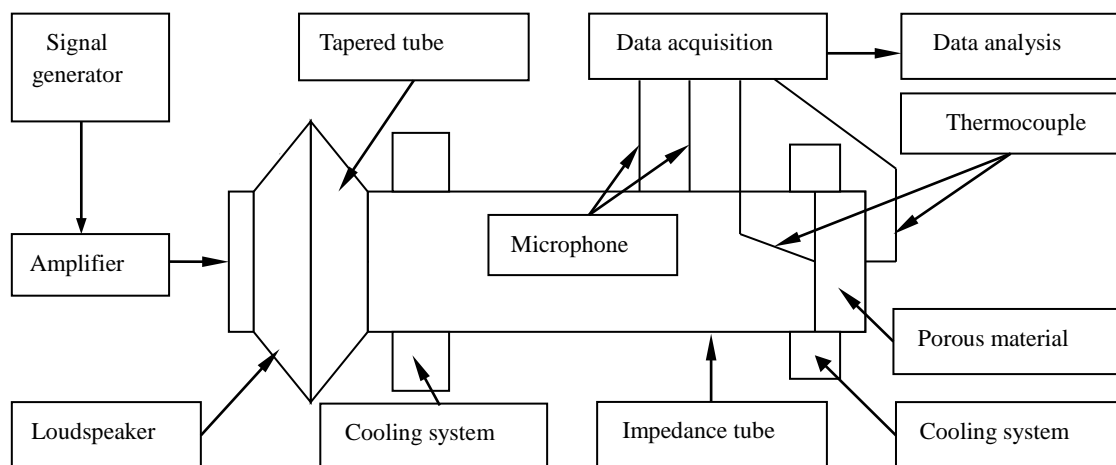 Signal
generator
Tapered tube
Data acquisition
Data analysis
Thermocouple
Microphone
Amplifier
Porous material
Loudspeaker
Cooling system
Impedance tube
Cooling system